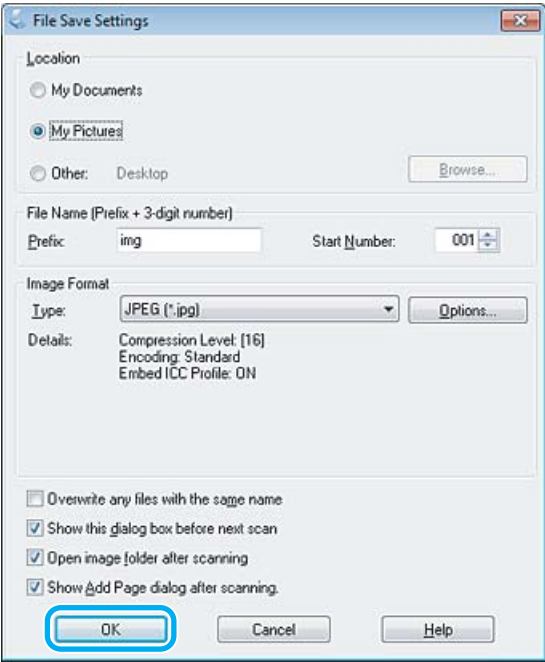 File Save Settings
Location
My Documents
My Pictures
Other: Desktop Browse...
File Name (Prefix + 3-digit number)
Prefix: img Start Number: 001
Image Format
Type: JPEG (*.jpg) Options...
Details: Compression Level: [16]
Encoding: Standard
Embed ICC Profile: ON
Overwrite any files with the same name
Show this dialog box before next scan
Open image folder after scanning
Show Add Page dialog after scanning.
OK Cancel Help